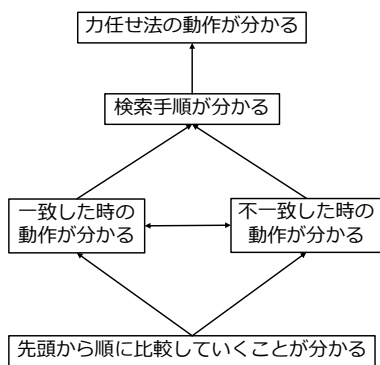 力任せ法の動作が分かる
検索手順が分かる
一致した時の
動作が分かる
不一致した時の
動作が分かる
先頭から順に比較していくことが分かる